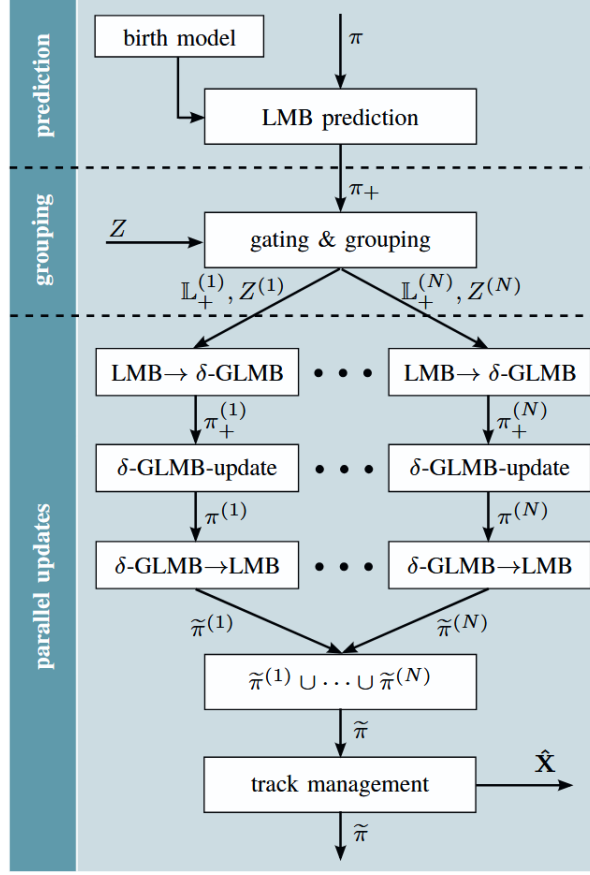 prediction
birth model
π
LMB prediction
π₊
grouping
Z
gating & grouping
𝕃₊⁽¹⁾, Z⁽¹⁾
𝕃₊⁽ᴺ⁾, Z⁽ᴺ⁾
parallel updates
LMB→ δ-GLMB
• • •
LMB→ δ-GLMB
π₊⁽¹⁾
π₊⁽ᴺ⁾
δ-GLMB-update
• • •
δ-GLMB-update
π⁽¹⁾
π⁽ᴺ⁾
δ-GLMB→LMB
• • •
δ-GLMB→LMB
π̃⁽¹⁾
π̃⁽ᴺ⁾
π̃⁽¹⁾ ∪ ⋯ ∪ π̃⁽ᴺ⁾
π̃
track management
X̂
π̃